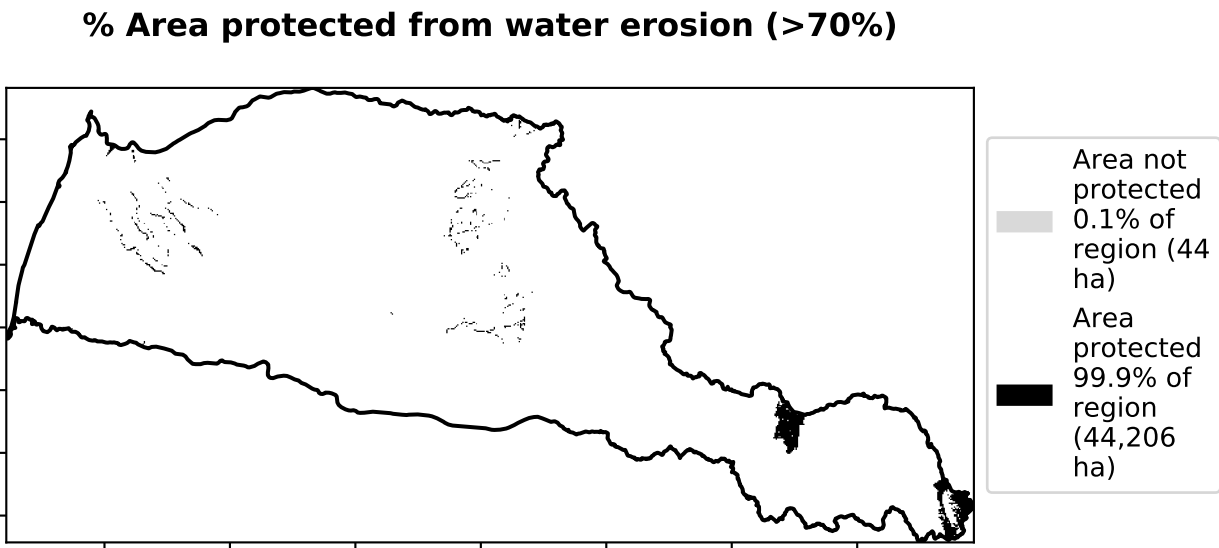 % Area protected from water erosion (>70%)
Area not
protected
0.1% of
region (44
ha)
Area
protected
99.9% of
region
(44,206
ha)